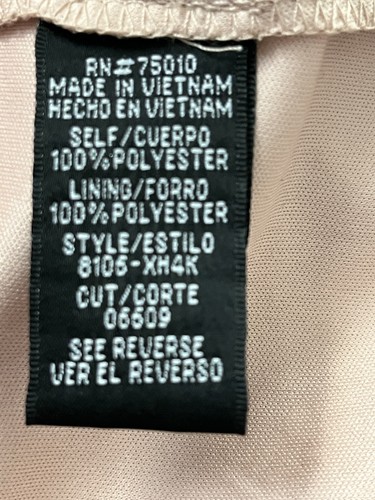 RN#75010
MADE IN VIETNAM
HECHO EN VIETNAM
SELF/CUERPO
100%POLYESTER
LINING/FORRO
100%POLYESTER
STYLE/ESTILO
8106-XH4K
CUT/CORTE
06609
SEE REVERSE
VER EL REVERSO